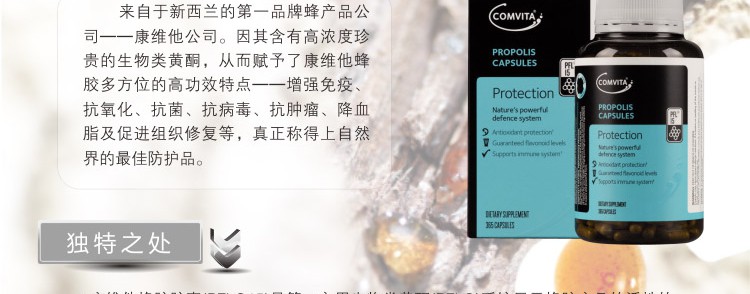 来自于新西兰的第一品牌蜂产品公
司——康维他公司。因其含有高浓度珍
贵的生物类黄酮，从而赋予了康维他蜂
胶多方位的高功效特点——增强免疫、
抗氧化、抗菌、抗病毒、抗肿瘤、降血
脂及促进组织修复等，真正称得上自然
界的最佳防护品。
独特之处
COMVITA
PROPOLIS
CAPSULES
PFL
15
Protection
Nature's powerful
defence system
Antioxidant protection
Guaranteed flavonoid levels
Supports immune system
DIETARY SUPPLEMENT
365 CAPSULES
COMVITA
PROPOLIS
CAPSULES
PFL
15
Protection
Nature's powerful
defence system
Antioxidant protection
Guaranteed flavonoid levels
Supports immune system
DIETARY SUPPLEMENT
365 CAPSULES